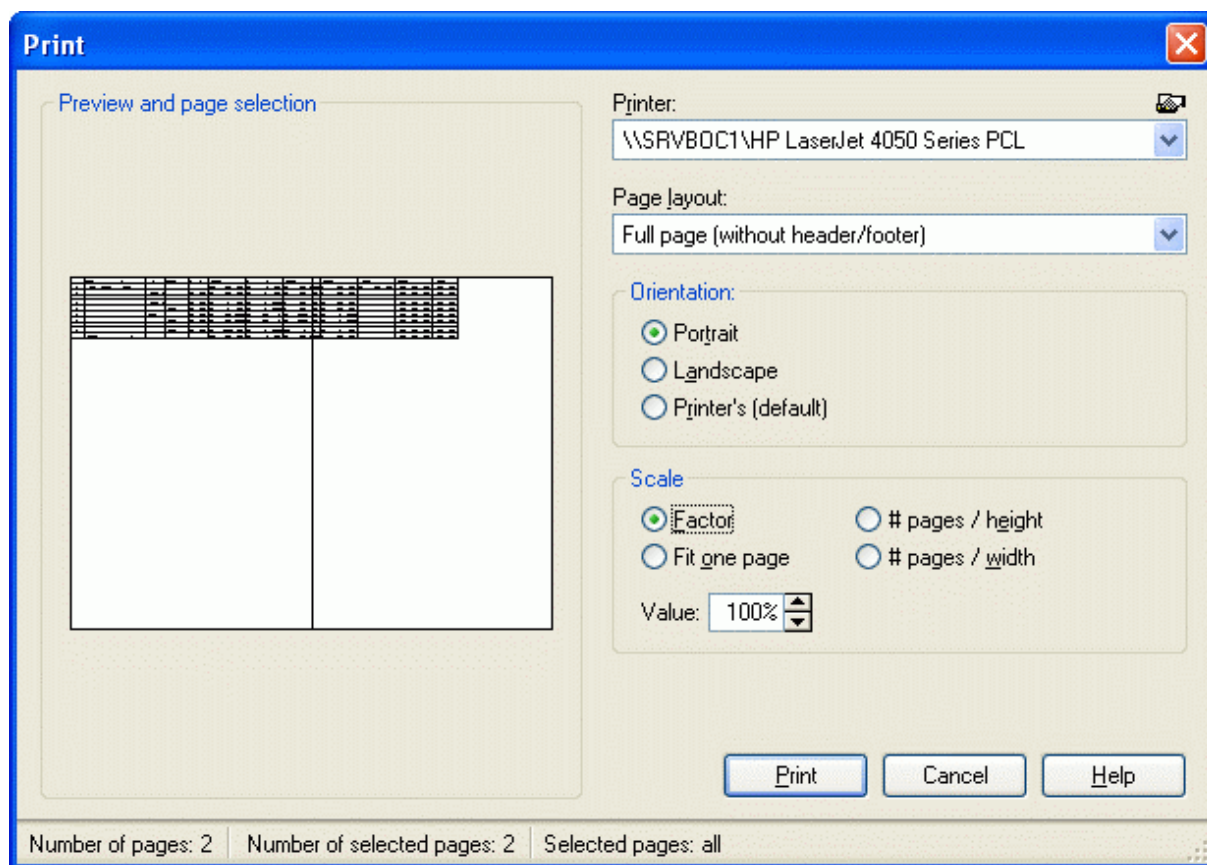 Print
Preview and page selection
Printer:
\\SRVBOC1\HP LaserJet 4050 Series PCL
Page layout:
Full page (without header/footer)
Orientation:
Portrait
Landscape
Printer's (default)
Scale
Factor
# pages / height
Fit one page
# pages / width
Value: 100%
Print Cancel Help
Number of pages: 2 Number of selected pages: 2 Selected pages: all